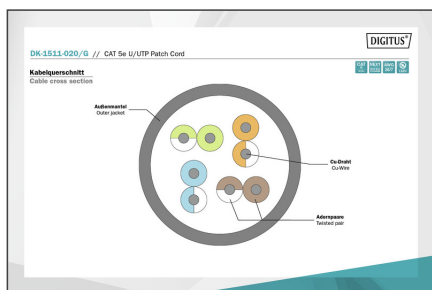 DIGITUS®
DK-1511-020/G // CAT 5e U/UTP Patch Cord
Kabelquerschnitt
Cable cross section
Außenmantel
Outer jacket
Cu-Draht
Cu-Wire
Adernpaare
Twisted pair